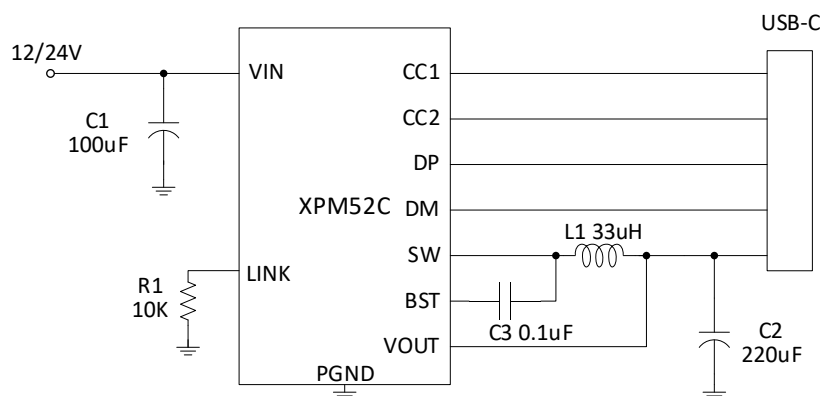 USB-C
12/24V
VIN
CC1
C1
100uF
CC2
DP
XPM52C
DM
L1 33uH
SW
LINK
R1
10K
BST
C3 0.1uF
C2
220uF
VOUT
PGND